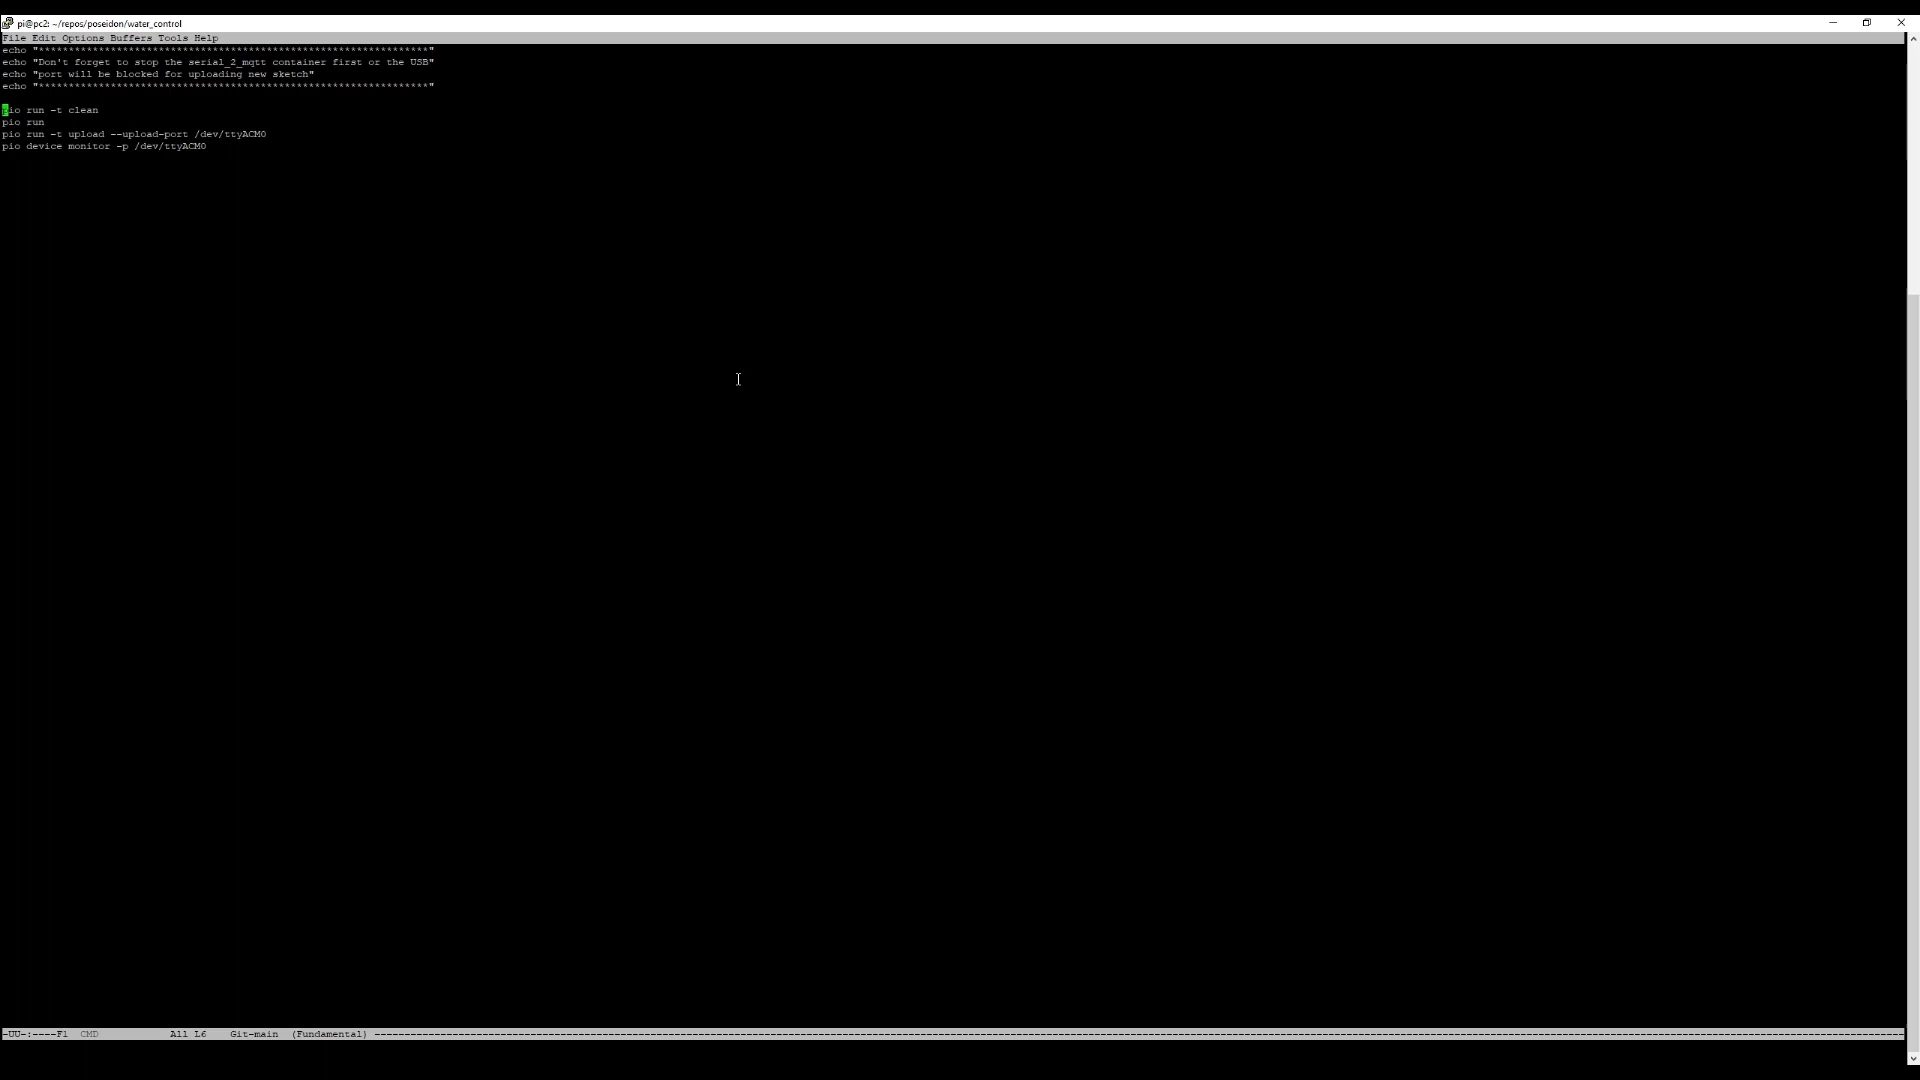 pi@pc2: ~/repos/poseidon/water_control
File Edit Options Buffers Tools Help
echo "*****************************************************************"
echo "Don't forget to stop the serial_2_mqtt container first or the USB"
echo "port will be blocked for uploading new sketch"
echo "*****************************************************************"
pio run -t clean
pio run
pio run -t upload --upload-port /dev/ttyACM0
pio device monitor -p /dev/ttyACM0
-UU-:----F1  CMD            All L6    Git-main  (Fundamental) ----------------------------------------------------------------